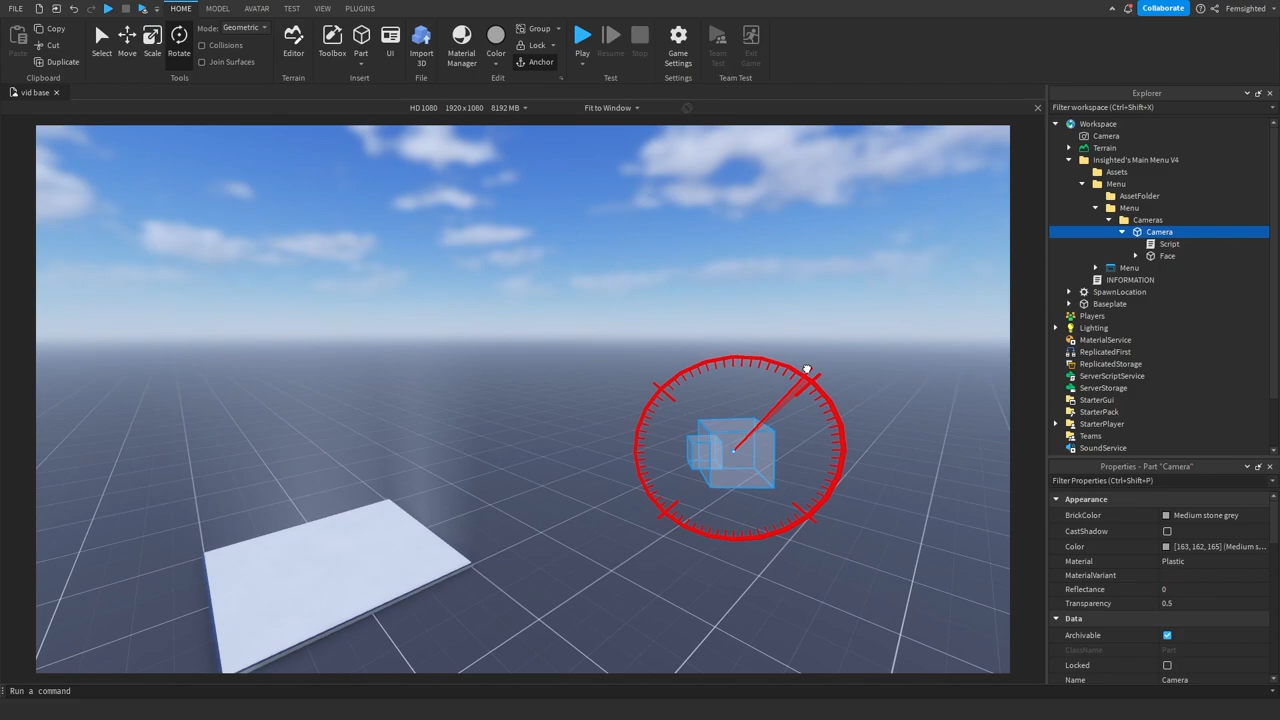 FILE HOME MODEL AVATAR TEST VIEW PLUGINS Collaborate Femsighted
Paste Copy Cut Duplicate Clipboard
Select Move Scale Rotate Mode: Geometric Collisions Join Surfaces Tools
Editor Terrain
Toolbox Part UI Insert
Import 3D File
Material Manager Color Group Lock Anchor Edit
Play Resume Stop Test
Game Settings Settings
Team Test Exit Game Team Test
vid base
HD 1080 1920 x 1080 8192 MB Fit to Window
Explorer
Filter workspace (Ctrl+Shift+X)
Workspace
Camera
Terrain
Insighted's Main Menu V4
Assets
Menu
AssetFolder
Menu
Cameras
Camera
Script
Face
Menu
INFORMATION
SpawnLocation
Baseplate
Players
Lighting
MaterialService
ReplicatedFirst
ReplicatedStorage
ServerScriptService
ServerStorage
StarterGui
StarterPack
StarterPlayer
Teams
SoundService
Properties - Part "Camera"
Filter Properties (Ctrl+Shift+P)
Appearance
BrickColor Medium stone grey
CastShadow
Color [163, 162, 165] (Medium s...
Material Plastic
MaterialVariant
Reflectance 0
Transparency 0.5
Data
Archivable
ClassName Part
Locked
Name Camera
Run a command